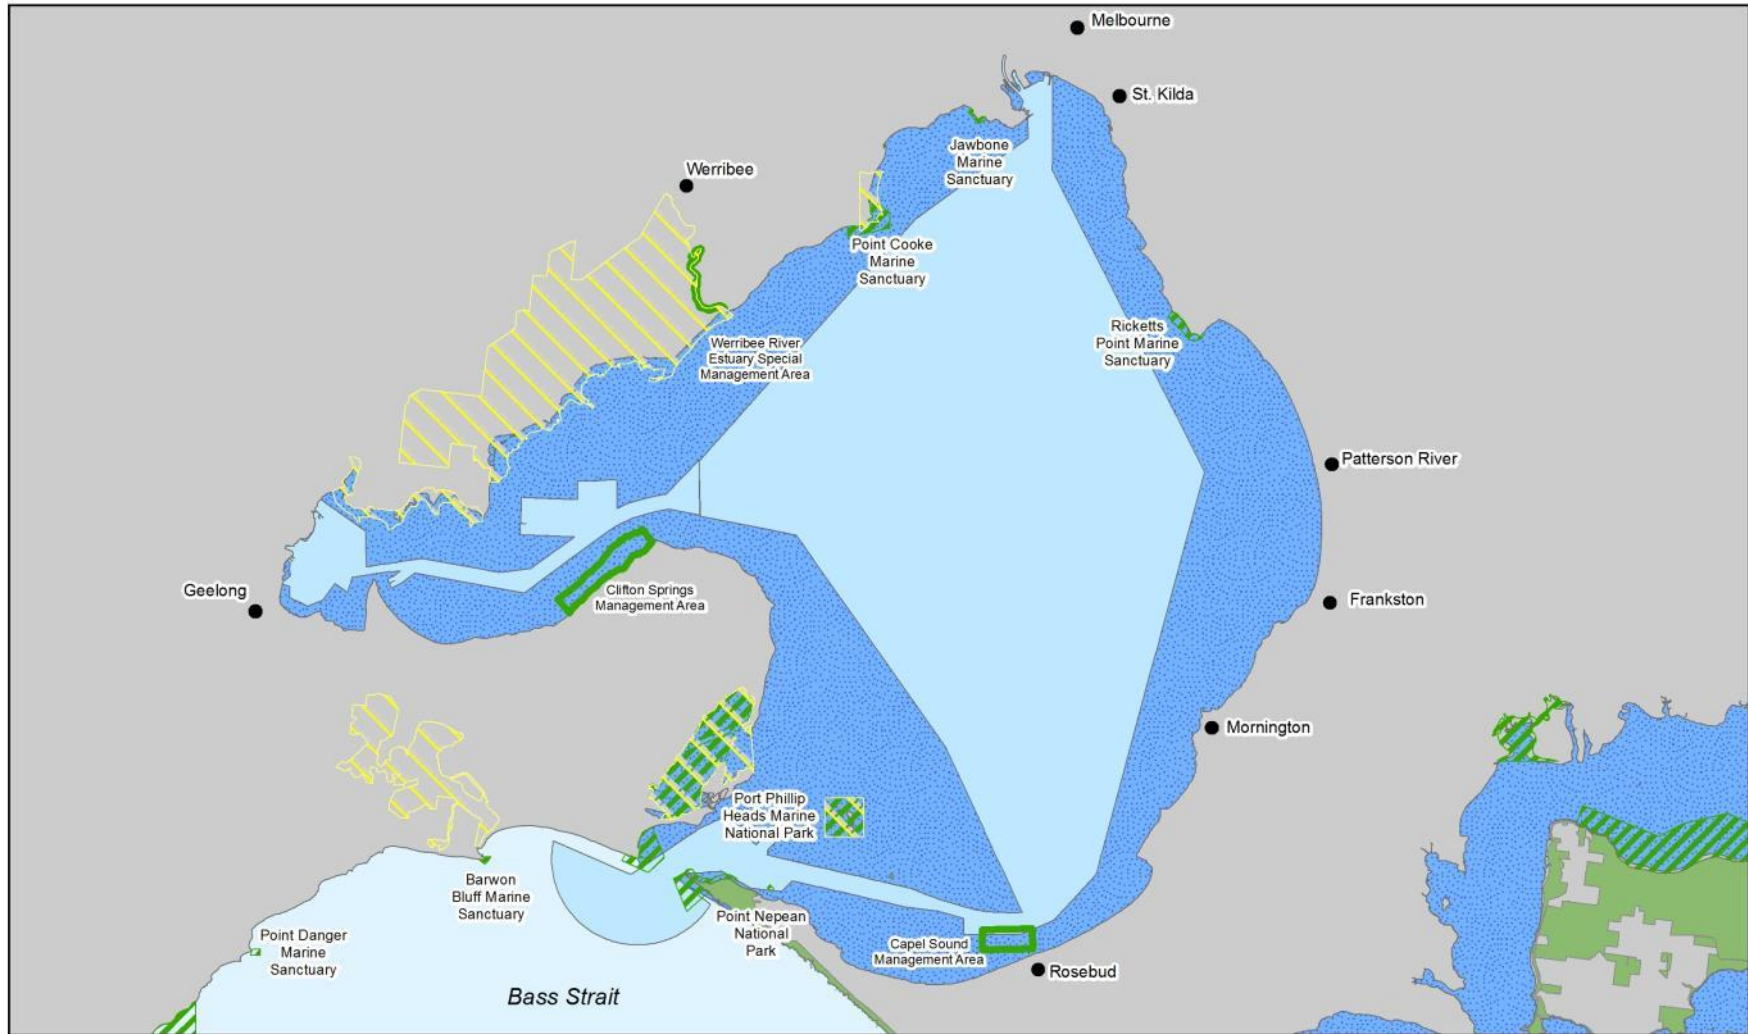 Melbourne
St. Kilda
Jawbone
Marine
Sanctuary
Werribee
Point Cooke
Marine
Sanctuary
Ricketts
Point Marine
Sanctuary
Werribee River
Estuary Special
Management Area
Patterson River
Geelong
Clifton Springs
Management Area
Frankston
Mornington
Port Phillip
Heads Marine
National Park
Barwon
Bluff Marine
Sanctuary
Point Nepean
National
Park
Point Danger
Marine
Sanctuary
Capel Sound
Management Area
Rosebud
Bass Strait